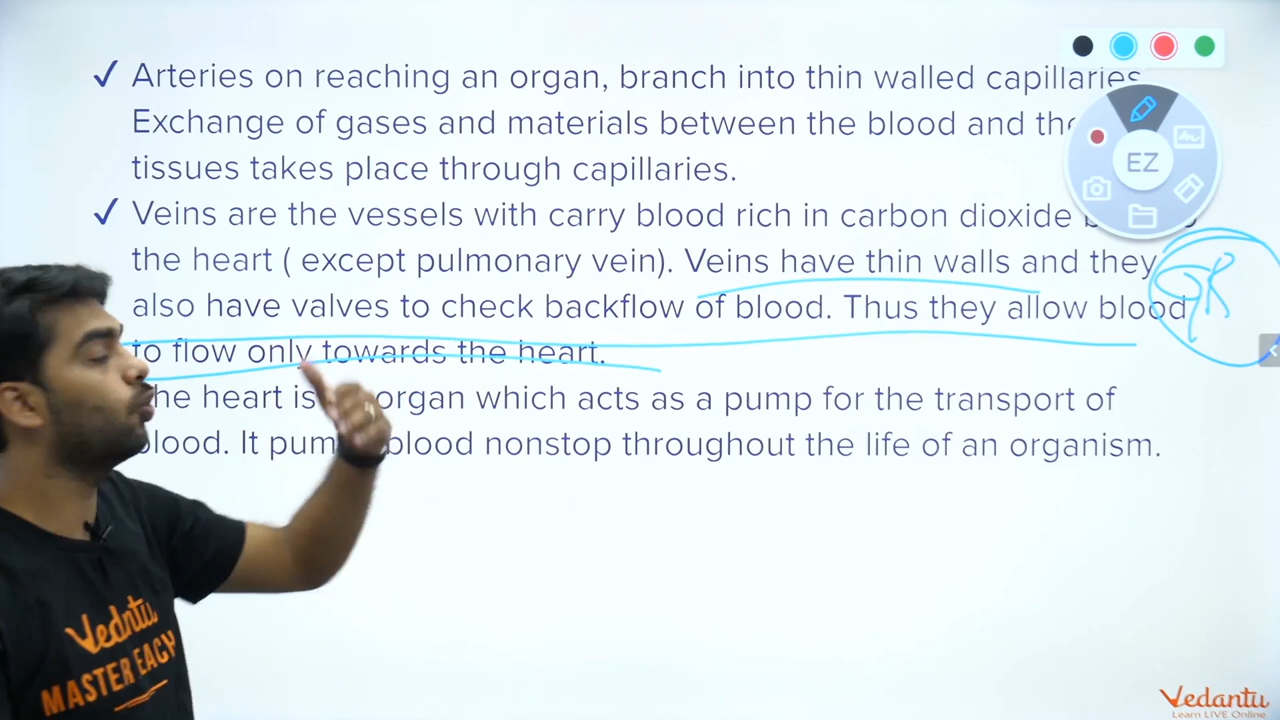 ✓ Arteries on reaching an organ, branch into thin walled capillaries
Exchange of gases and materials between the blood and the
tissues takes place through capillaries.
✓ Veins are the vessels with carry blood rich in carbon dioxide
the heart ( except pulmonary vein). Veins have thin walls and they
also have valves to check backflow of blood. Thus they allow blood
to flow only towards the heart.
he heart is organ which acts as a pump for the transport of
blood. It pum blood nonstop throughout the life of an organism.
EZ
Vedantu
MASTER EACY
Vedantu
Learn LIVE Online